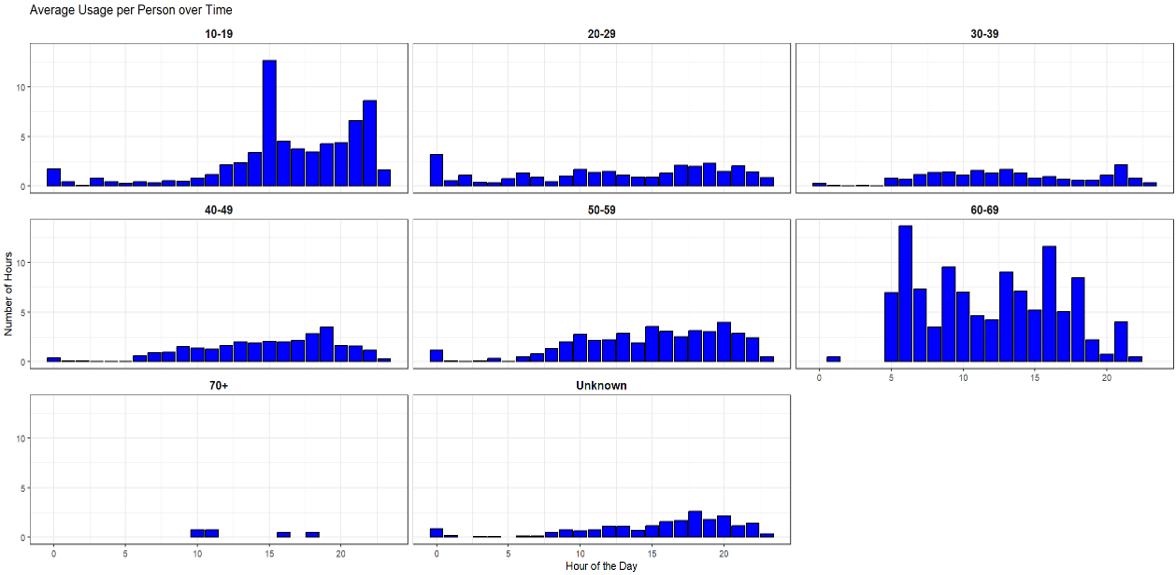 Average Usage per Person over Time
10-19 20-29 30-39
10
5
0
40-49 50-59 60-69
10
5
0
0 5 10 15 20
70+ Unknown
10
5
0
0 5 10 15 20 0 5 10 15 20
Number of Hours
Hour of the Day